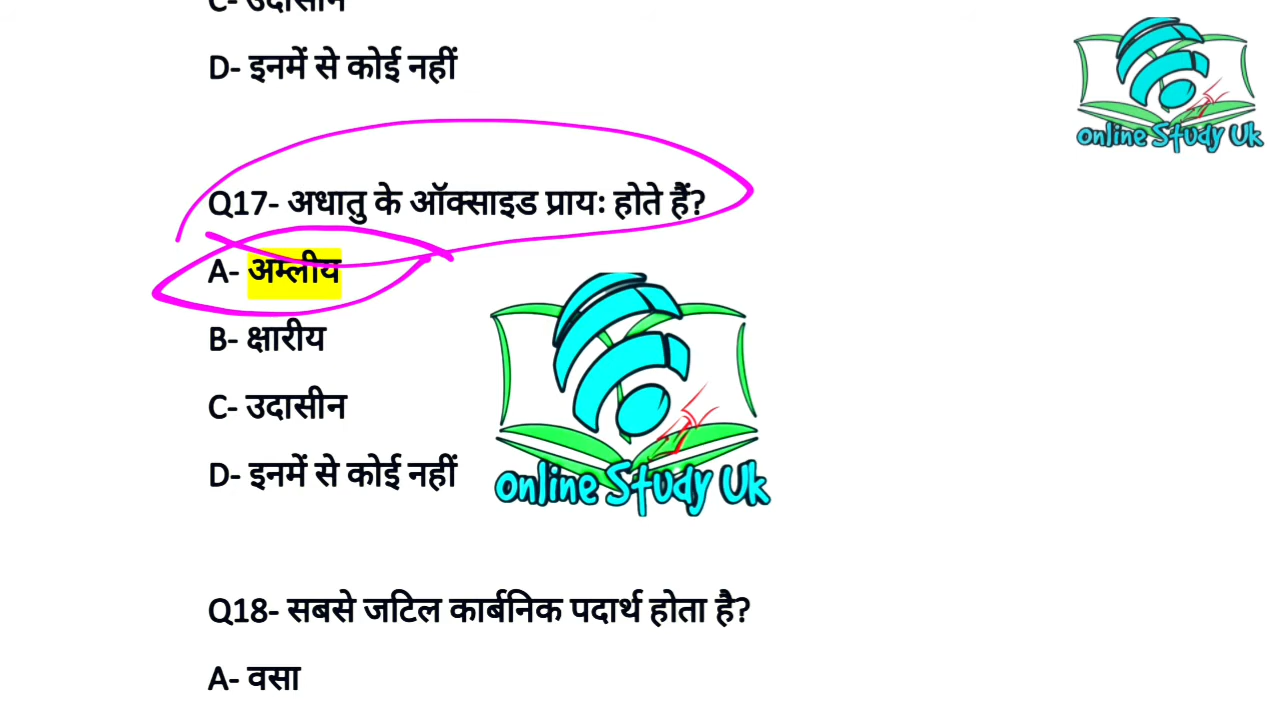 C- उदासीन
D- इनमें से कोई नहीं
Online Study Uk
Q17- अधातु के ऑक्साइड प्रायः होते हैं?
A- अम्लीय
B- क्षारीय
C- उदासीन
D- इनमें से कोई नहीं
Online Study Uk
Q18- सबसे जटिल कार्बनिक पदार्थ होता है?
A- वसा